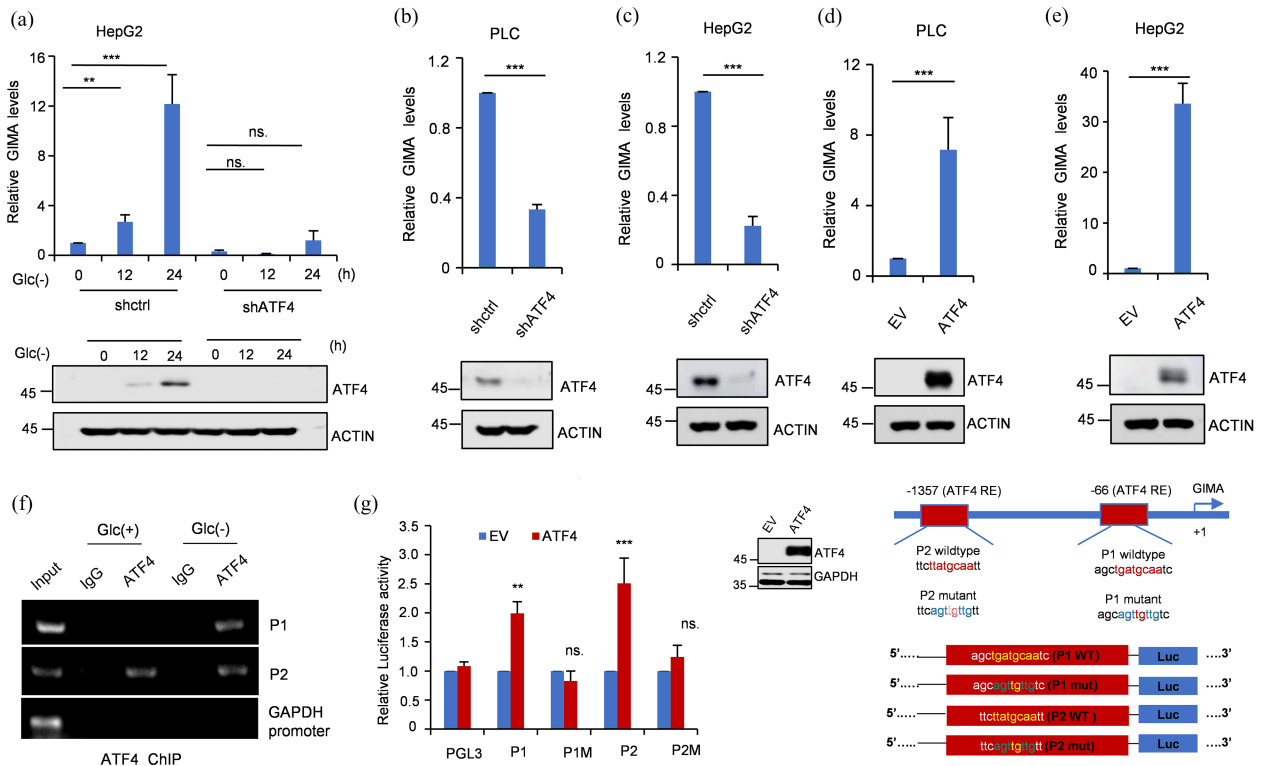 (a)
HepG2
Relative GIMA levels
16
12
8
4
0
***
**
ns.
ns.
Glc(-)
0 12 24 0 12 24 (h)
shctrl shATF4
Glc(-) 0 12 24 0 12 24 (h)
45 ATF4
45 ACTIN
(b)
PLC
Relative GIMA levels
1.2
0.8
0.4
0
***
shctrl shATF4
45 ATF4
45 ACTIN
(c)
HepG2
Relative GIMA levels
1.2
0.8
0.4
0
***
shctrl shATF4
45 ATF4
45 ACTIN
(d)
PLC
Relative GIMA levels
12
8
4
0
***
EV ATF4
45 ATF4
45 ACTIN
(e)
HepG2
Relative GIMA levels
40
30
20
10
0
***
EV ATF4
45 ATF4
45 ACTIN
(f)
Glc(+) Glc(-)
Input IgG ATF4 IgG ATF4
P1
P2
GAPDH
promoter
ATF4 ChIP
(g)
Relative Luciferase activity
3.5
3.0
2.5
2.0
1.5
1.0
0.5
0
EV ATF4
**
ns.
***
ns.
PGL3 P1 P1M P2 P2M
EV ATF4
45 ATF4
35 GAPDH
-1357 (ATF4 RE) -66 (ATF4 RE) GIMA
+1
P2 wildtype
ttcttatgcaatt
P1 wildtype
agctgatgcaatc
P2 mutant
ttcagttgttgtt
P1 mutant
agcagttgttgtc
5'..... agctgatgcaatc (P1 WT) Luc ....3'
5'..... agcagttgttgtc (P1 mut) Luc ....3'
5'..... ttcttatgcaatt (P2 WT ) Luc ....3'
5'..... ttcagttgttgtt (P2 mut) Luc ....3'